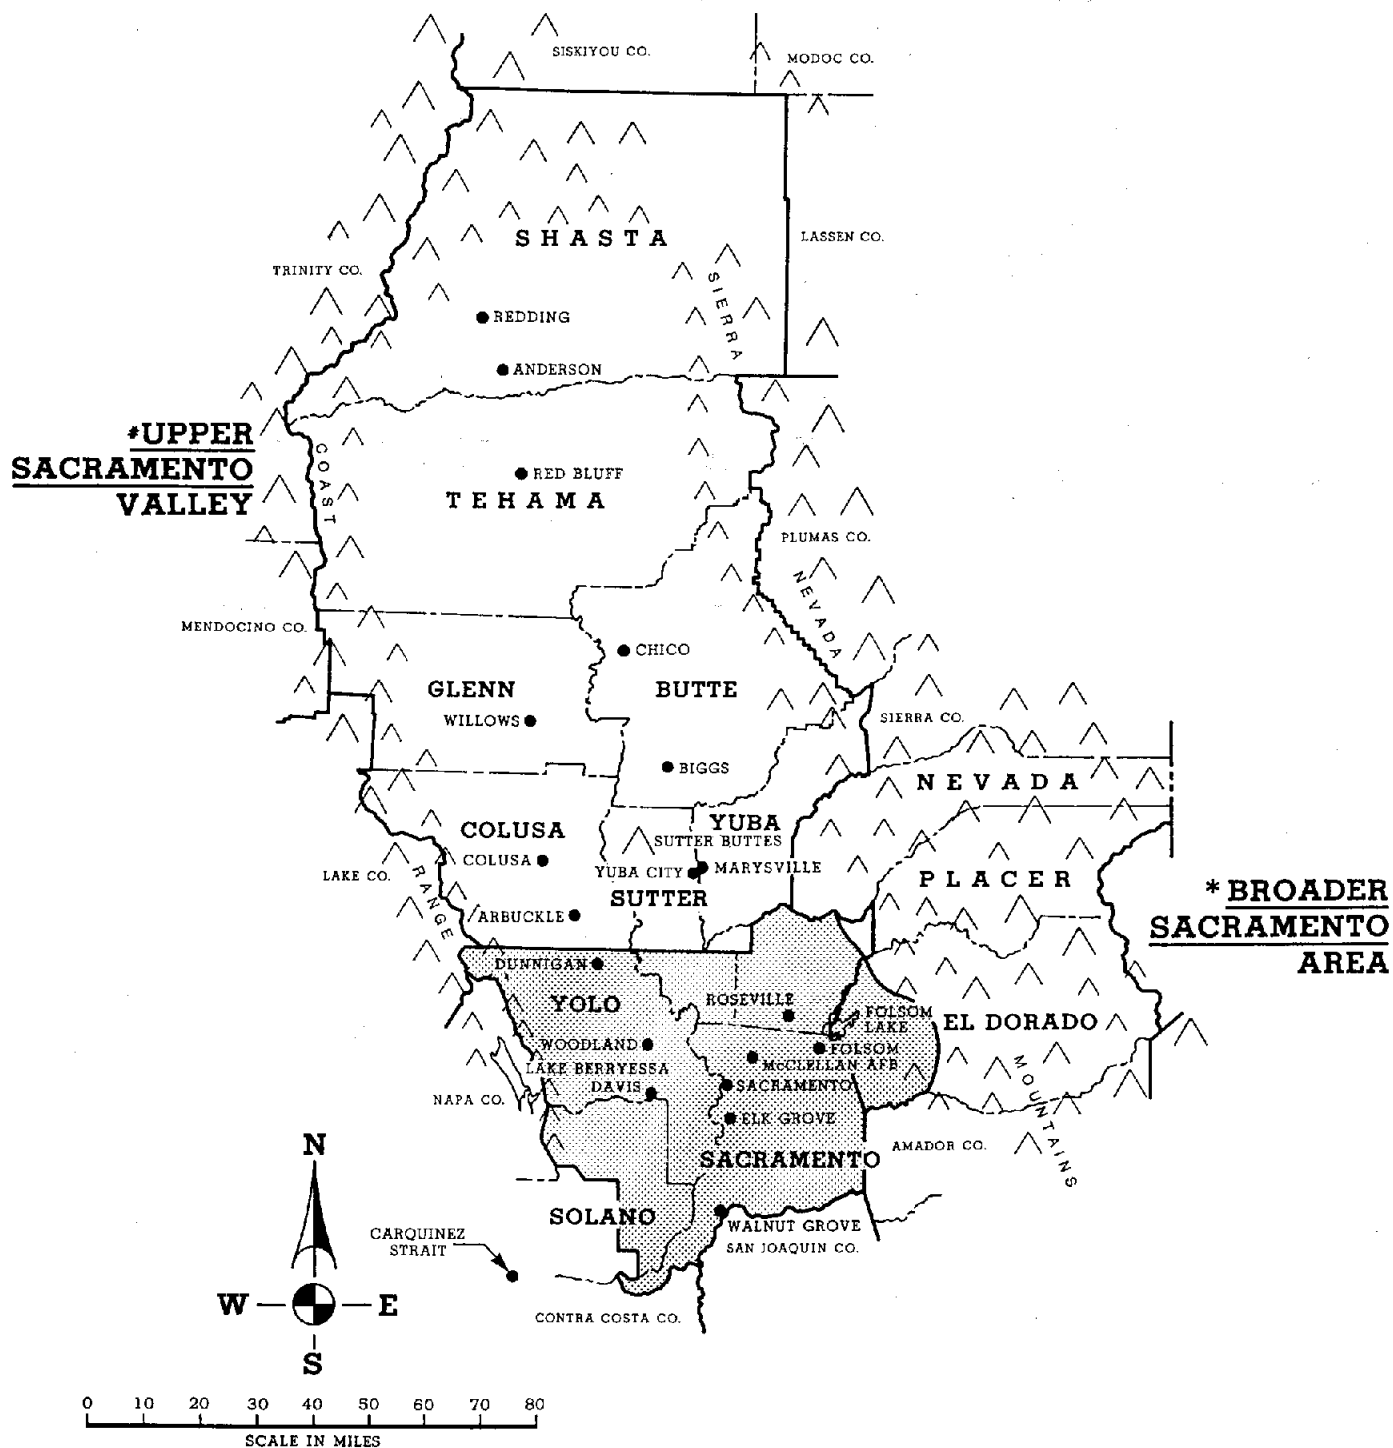 SISKIYOU CO.
MODOC CO.
SHASTA
LASSEN CO.
TRINITY CO.
SIERRA
REDDING
ANDERSON
*UPPER
SACRAMENTO
VALLEY
COAST
RED BLUFF
TEHAMA
PLUMAS CO.
NEVADA
MENDOCINO CO.
CHICO
GLENN
BUTTE
WILLOWS
SIERRA CO.
BIGGS
NEVADA
COLUSA
YUBA
SUTTER BUTTES
COLUSA
YUBA CITY
MARYSVILLE
LAKE CO.
RANGE
SUTTER
PLACER
*BROADER
SACRAMENTO
AREA
ARBUCKLE
DUNNIGAN
YOLO
ROSEVILLE
FOLSOM
LAKE
EL DORADO
WOODLAND
FOLSOM
McCLELLAN AFB
LAKE BERRYESSA
DAVIS
SACRAMENTO
NAPA CO.
ELK GROVE
MOUNTAINS
AMADOR CO.
SACRAMENTO
SOLANO
WALNUT GROVE
SAN JOAQUIN CO.
CARQUINEZ
STRAIT
CONTRA COSTA CO.
N
W E
S
0 10 20 30 40 50 60 70 80
SCALE IN MILES